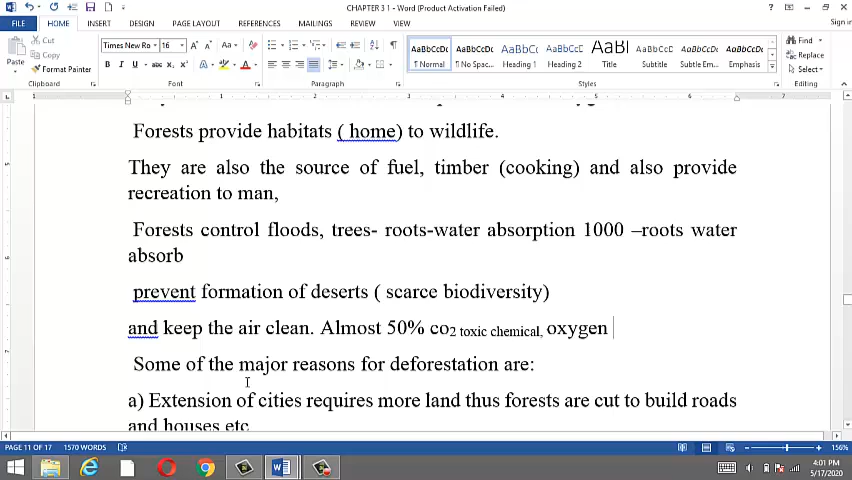 CHAPTER 3 1 - Word (Product Activation Failed)
FILE HOME INSERT DESIGN PAGE LAYOUT REFERENCES MAILINGS REVIEW VIEW Sign in
Paste Cut Copy Format Painter Clipboard
Times New Ro 16 Font
Paragraph
AaBbCcDc ¶ Normal AaBbCcDc ¶ No Spac... AaBbCc Heading 1 AaBbCcDc Heading 2 AaBl Title AaBbCcDc Subtitle AaBbCcDc Emphasis Styles
Find Replace Select Editing
Forests provide habitats ( home) to wildlife.
They are also the source of fuel, timber (cooking) and also provide
recreation to man,
Forests control floods, trees- roots-water absorption 1000 –roots water
absorb
prevent formation of deserts ( scarce biodiversity)
and keep the air clean. Almost 50% co2 toxic chemical, oxygen
Some of the major reasons for deforestation are:
a) Extension of cities requires more land thus forests are cut to build roads
and houses etc
PAGE 11 OF 17 1570 WORDS 156%
4:01 PM
5/17/2020